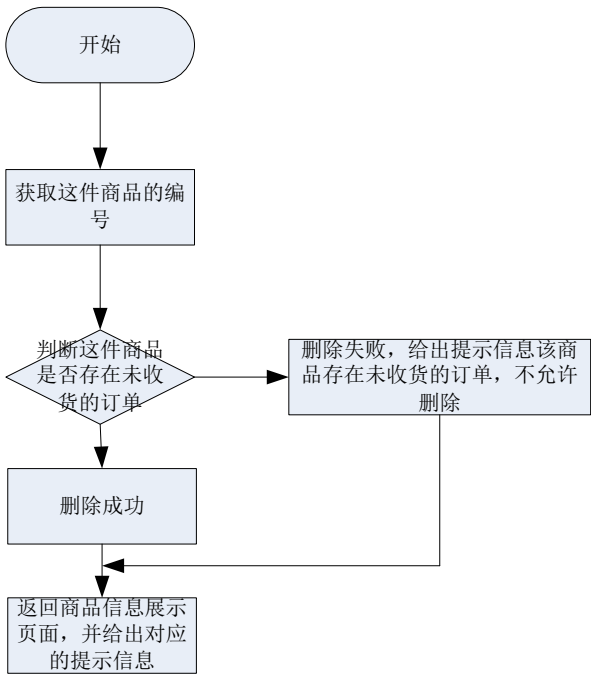 开始
获取这件商品的编
号
判断这件商品
是否存在未收
货的订单
删除失败，给出提示信息该商
品存在未收货的订单，不允许
删除
删除成功
返回商品信息展示
页面，并给出对应
的提示信息